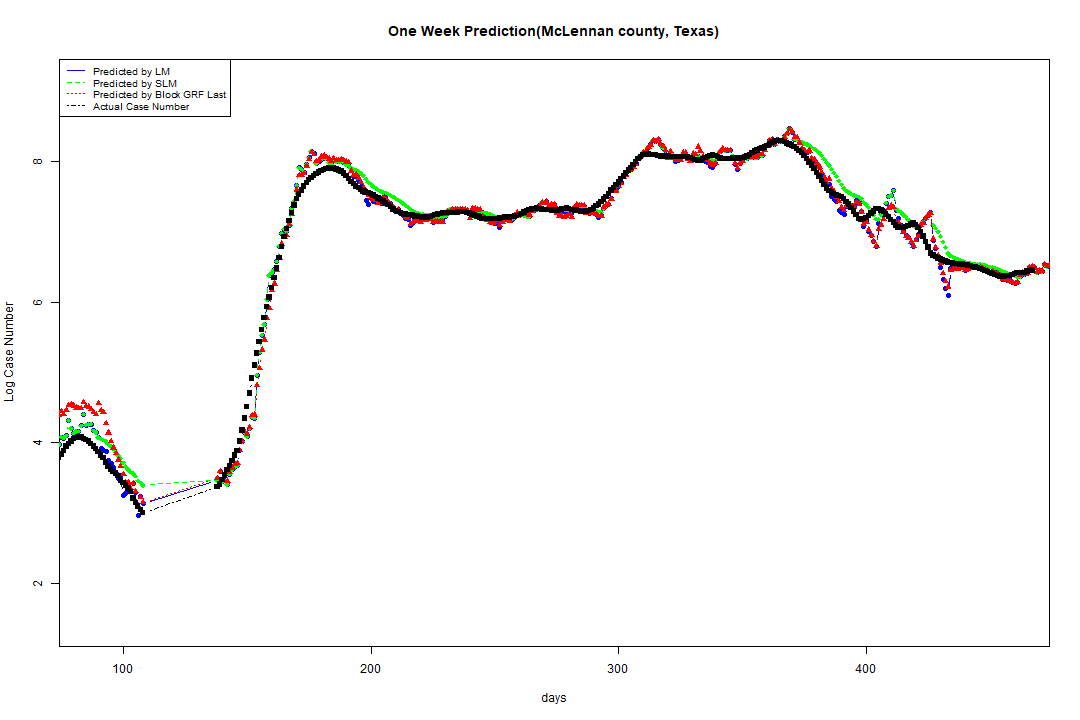 One Week Prediction(McLennan county, Texas)
Predicted by LM
Predicted by SLM
Predicted by Block GRF Last
Actual Case Number
8
6
4
2
Log Case Number
100 200 300 400
days